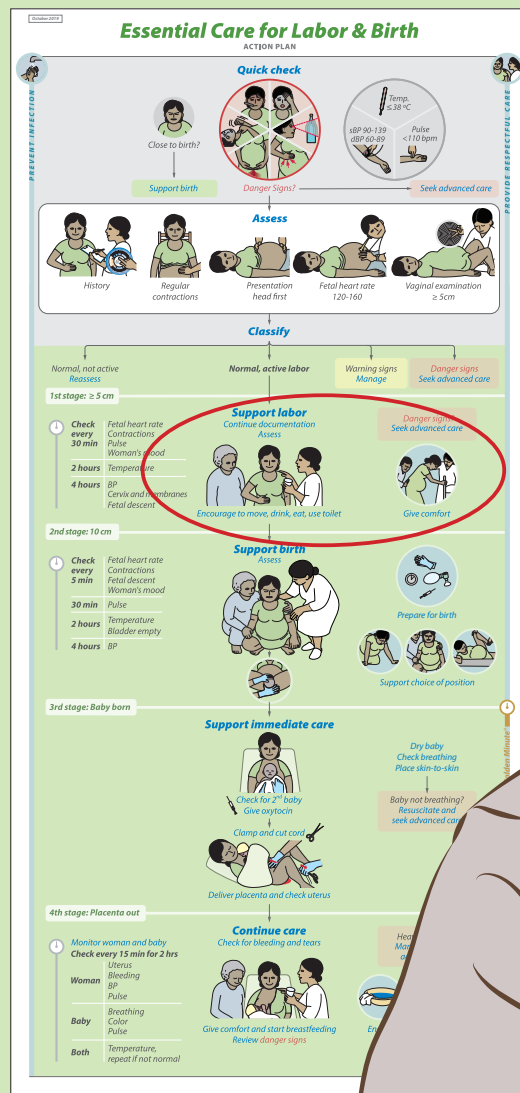 October 2019
Essential Care for Labor & Birth
ACTION PLAN
PREVENT INFECTION
PROVIDE RESPECTFUL CARE
Quick check
Close to birth?
Temp.
≤38 ºC
sBP 90-139
dBP 60-89
Pulse
<110 bpm
Support birth
Danger Signs?
Seek advanced care
Assess
History
Regular
contractions
Presentation
head first
Fetal heart rate
120-160
Vaginal examination
≥ 5cm
Classify
Normal, not active
Reassess
Normal, active labor
Warning signs
Manage
Danger signs
Seek advanced care
1st stage: ≥ 5 cm
Check
every
30 min
Fetal heart rate
Contractions
Pulse
Woman's mood
2 hours
Temperature
4 hours
BP
Cervix and membranes
Fetal descent
Support labor
Continue documentation
Assess
Encourage to move, drink, eat, use toilet
Danger signs?
Seek advanced care
Give comfort
2nd stage: 10 cm
Check
every
5 min
Fetal heart rate
Contractions
Fetal descent
Woman's mood
30 min
Pulse
2 hours
Temperature
Bladder empty
4 hours
BP
Support birth
Assess
Prepare for birth
Support choice of position
3rd stage: Baby born
Support immediate care
Check for 2nd baby
Give oxytocin
Clamp and cut cord
Deliver placenta and check uterus
Dry baby
Check breathing
Place skin-to-skin
Minute
Baby not breathing?
Resuscitate and
seek advanced
4th stage: Placenta out
Monitor woman and baby
Check every 15 min for 2 hrs
Woman
Uterus
Bleeding
BP
Pulse
Baby
Breathing
Color
Pulse
Both
Temperature,
repeat if not normal
Continue care
Check for bleeding and tears
Give comfort and start breastfeeding
Review danger signs